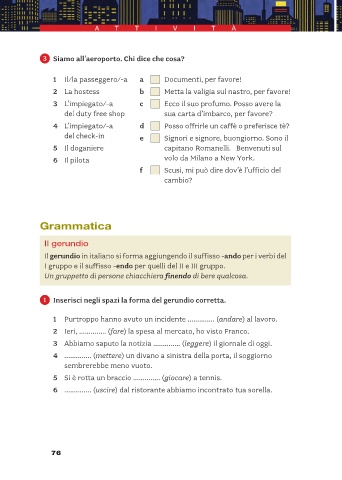 ATTIVITÀ
3 Siamo all'aeroporto. Chi dice che cosa?
1 Il/la passeggero/-a
2 La hostess
3 L'impiegato/-a
del duty free shop
4 L'impiegato/-a
del check-in
5 Il doganiere
6 Il pilota
a Documenti, per favore!
b Metta la valigia sul nastro, per favore!
c Ecco il suo profumo. Posso avere la
sua carta d'imbarco, per favore?
d Posso offrirle un caffè o preferisce tè?
e Signori e signore, buongiorno. Sono il
capitano Romanelli. Benvenuti sul
volo da Milano a New York.
f Scusi, mi può dire dov'è l'ufficio del
cambio?
Grammatica
Il gerundio
Il gerundio in italiano si forma aggiungendo il suffisso -ando per i verbi del
I gruppo e il suffisso -endo per quelli del II e III gruppo.
Un gruppetto di persone chiacchiera finendo di bere qualcosa.
1 Inserisci negli spazi la forma del gerundio corretta.
1 Purtroppo hanno avuto un incidente ............. (andare) al lavoro.
2 Ieri, ............. (fare) la spesa al mercato, ho visto Franco.
3 Abbiamo saputo la notizia ............. (leggere) il giornale di oggi.
4 ............. (mettere) un divano a sinistra della porta, il soggiorno
sembrerebbe meno vuoto.
5 Si è rotta un braccio ............. (giocare) a tennis.
6 ............. (uscire) dal ristorante abbiamo incontrato tua sorella.
76